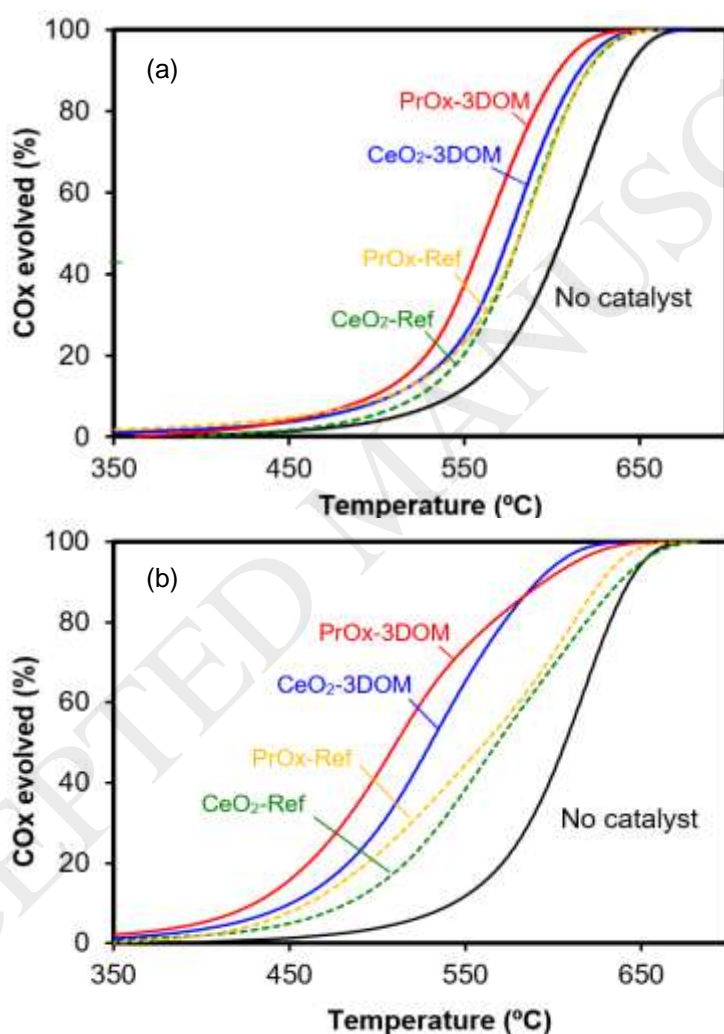 100
(a)
80
PrOx-3DOM
CeO₂-3DOM
60
COx evolved (%)
PrOx-Ref
40
No catalyst
CeO₂-Ref
20
0
350 450 550 650
Temperature (ºC)
100
(b)
80
PrOx-3DOM
CeO₂-3DOM
60
COx evolved (%)
PrOx-Ref
40
CeO₂-Ref
No catalyst
20
0
350 450 550 650
Temperature (ºC)
CEPTED MANUSC